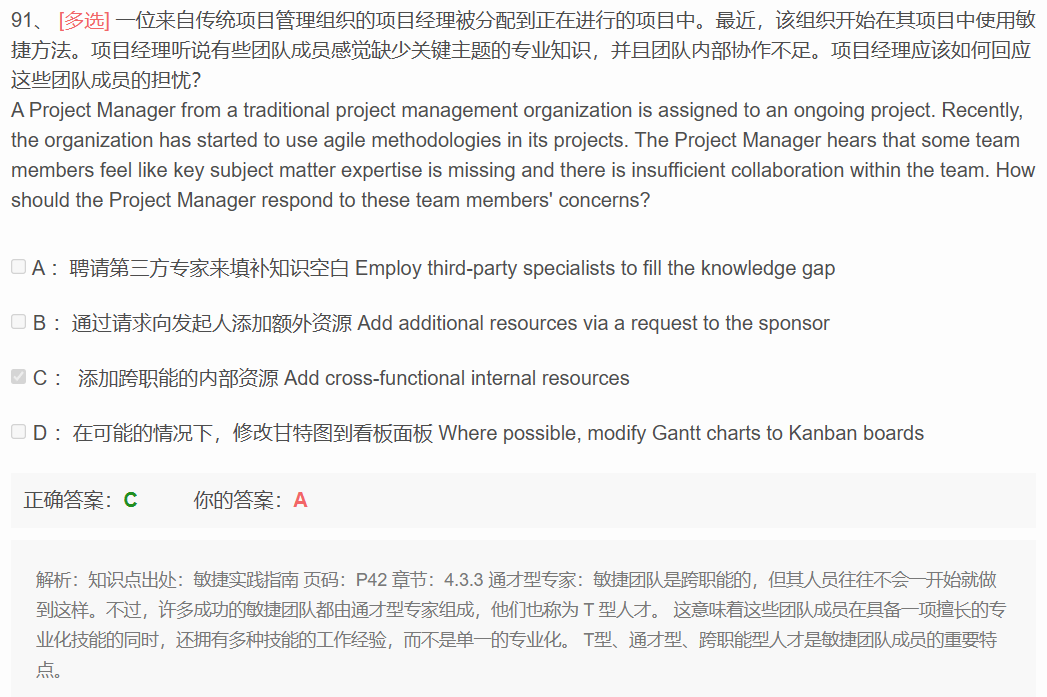 91、 [多选] 一位来自传统项目管理组织的项目经理被分配到正在进行的项目中。最近，该组织开始在其项目中使用敏
捷方法。项目经理听说有些团队成员感觉缺少关键主题的专业知识，并且团队内部协作不足。项目经理应该如何回应
这些团队成员的担忧？
A Project Manager from a traditional project management organization is assigned to an ongoing project. Recently,
the organization has started to use agile methodologies in its projects. The Project Manager hears that some team
members feel like key subject matter expertise is missing and there is insufficient collaboration within the team. How
should the Project Manager respond to these team members' concerns?
A： 聘请第三方专家来填补知识空白 Employ third-party specialists to fill the knowledge gap
B： 通过请求向发起人添加额外资源 Add additional resources via a request to the sponsor
C： 添加跨职能的内部资源 Add cross-functional internal resources
D： 在可能的情况下，修改甘特图到看板面板 Where possible, modify Gantt charts to Kanban boards
正确答案：C 你的答案：A
解析：知识点出处：敏捷实践指南 页码：P42 章节：4.3.3 通才型专家：敏捷团队是跨职能的，但其人员往往不会一开始就做
到这样。不过，许多成功的敏捷团队都由通才型专家组成，他们也称为 T 型人才。 这意味着这些团队成员在具备一项擅长的专
业化技能的同时，还拥有多种技能的工作经验，而不是单一的专业化。 T型、通才型、跨职能型人才是敏捷团队成员的重要特
点。